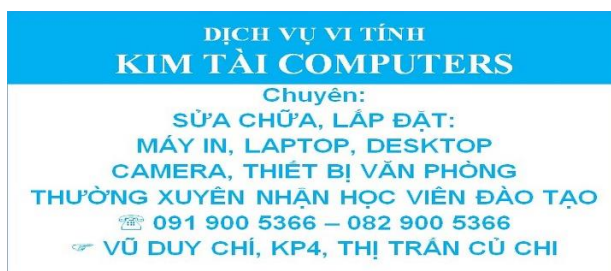 DỊCH VỤ VI TÍNH
KIM TÀI COMPUTERS
Chuyên:
SỬA CHỮA, LẮP ĐẶT:
MÁY IN, LAPTOP, DESKTOP
CAMERA, THIẾT BỊ VĂN PHÒNG
THƯỜNG XUYÊN NHẬN HỌC VIÊN ĐÀO TẠO
☏ 091 900 5366 – 082 900 5366
☞ VŨ DUY CHÍ, KP4, THỊ TRẤN CỦ CHI